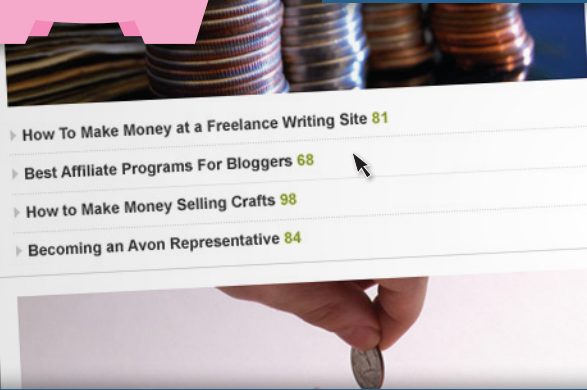 How To Make Money at a Freelance Writing Site 81
Best Affiliate Programs For Bloggers 68
How to Make Money Selling Crafts 98
Becoming an Avon Representative 84